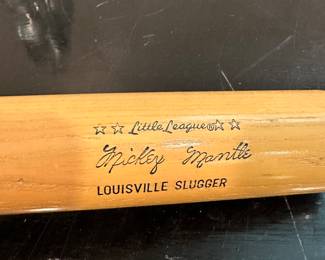 ☆☆ Little League® ☆☆
Mickey Mantle
LOUISVILLE SLUGGER